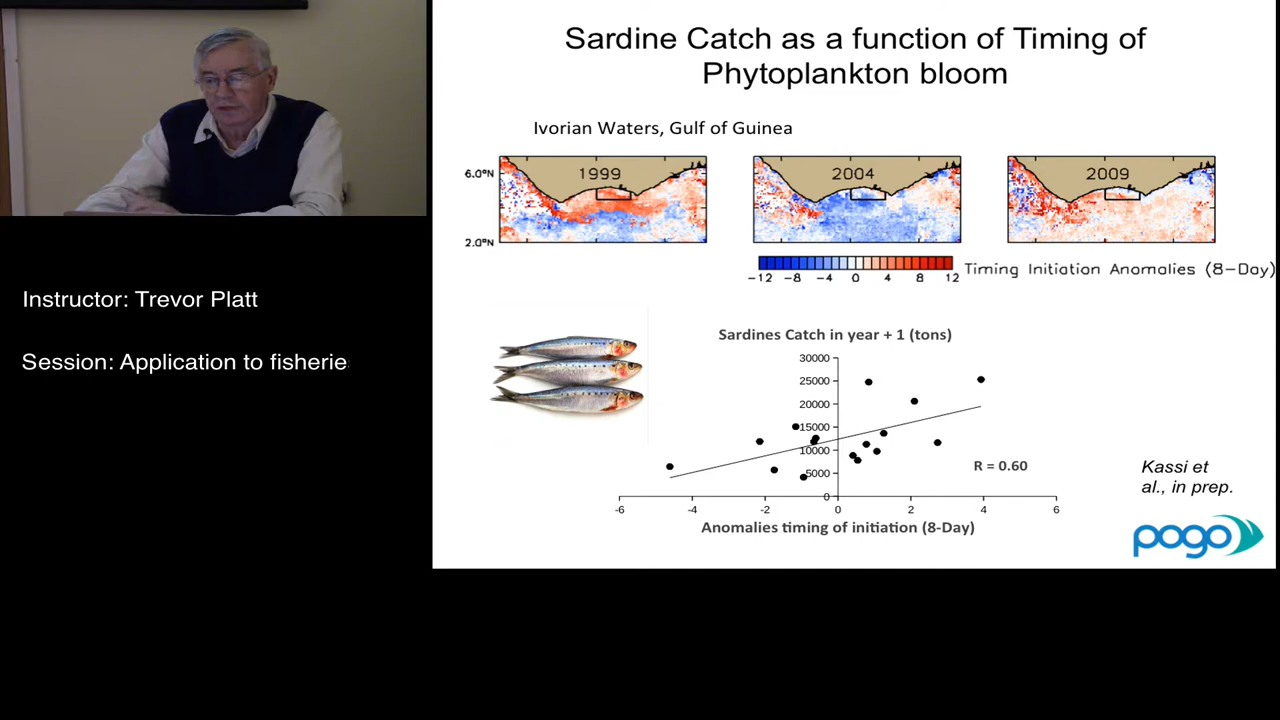 Sardine Catch as a function of Timing of
Phytoplankton bloom
Ivorian Waters, Gulf of Guinea
6.0°N
2.0°N
1999
2004
2009
-12 -8 -4 0 4 8 12
Timing Initiation Anomalies (8-Day)
Instructor: Trevor Platt
Session: Application to fisherie
Sardines Catch in year + 1 (tons)
30000
25000
20000
15000
10000
5000
0
-6 -4 -2 0 2 4 6
R = 0.60
Anomalies timing of initiation (8-Day)
Kassi et
al., in prep.
pogo